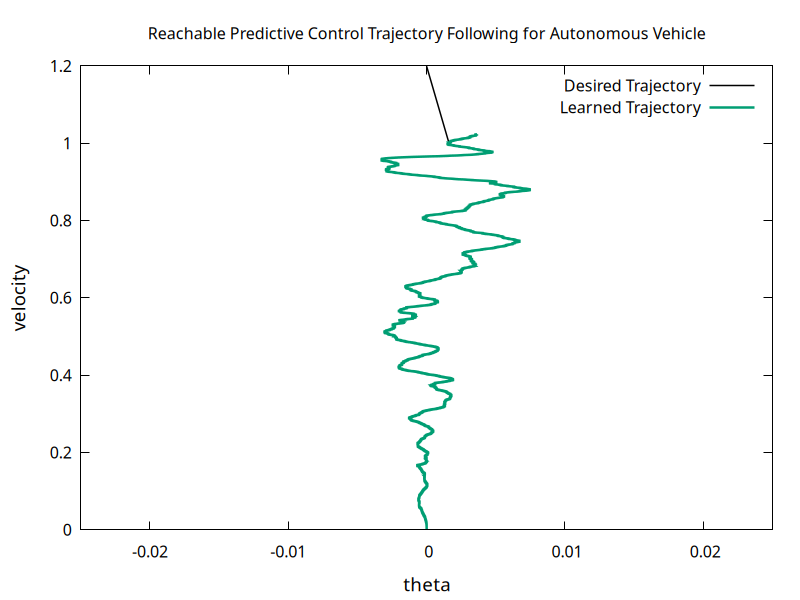 Reachable Predictive Control Trajectory Following for Autonomous Vehicle
1.2
Desired Trajectory
Learned Trajectory
1
0.8
0.6
velocity
0.4
0.2
0
-0.02 -0.01 0 0.01 0.02
theta